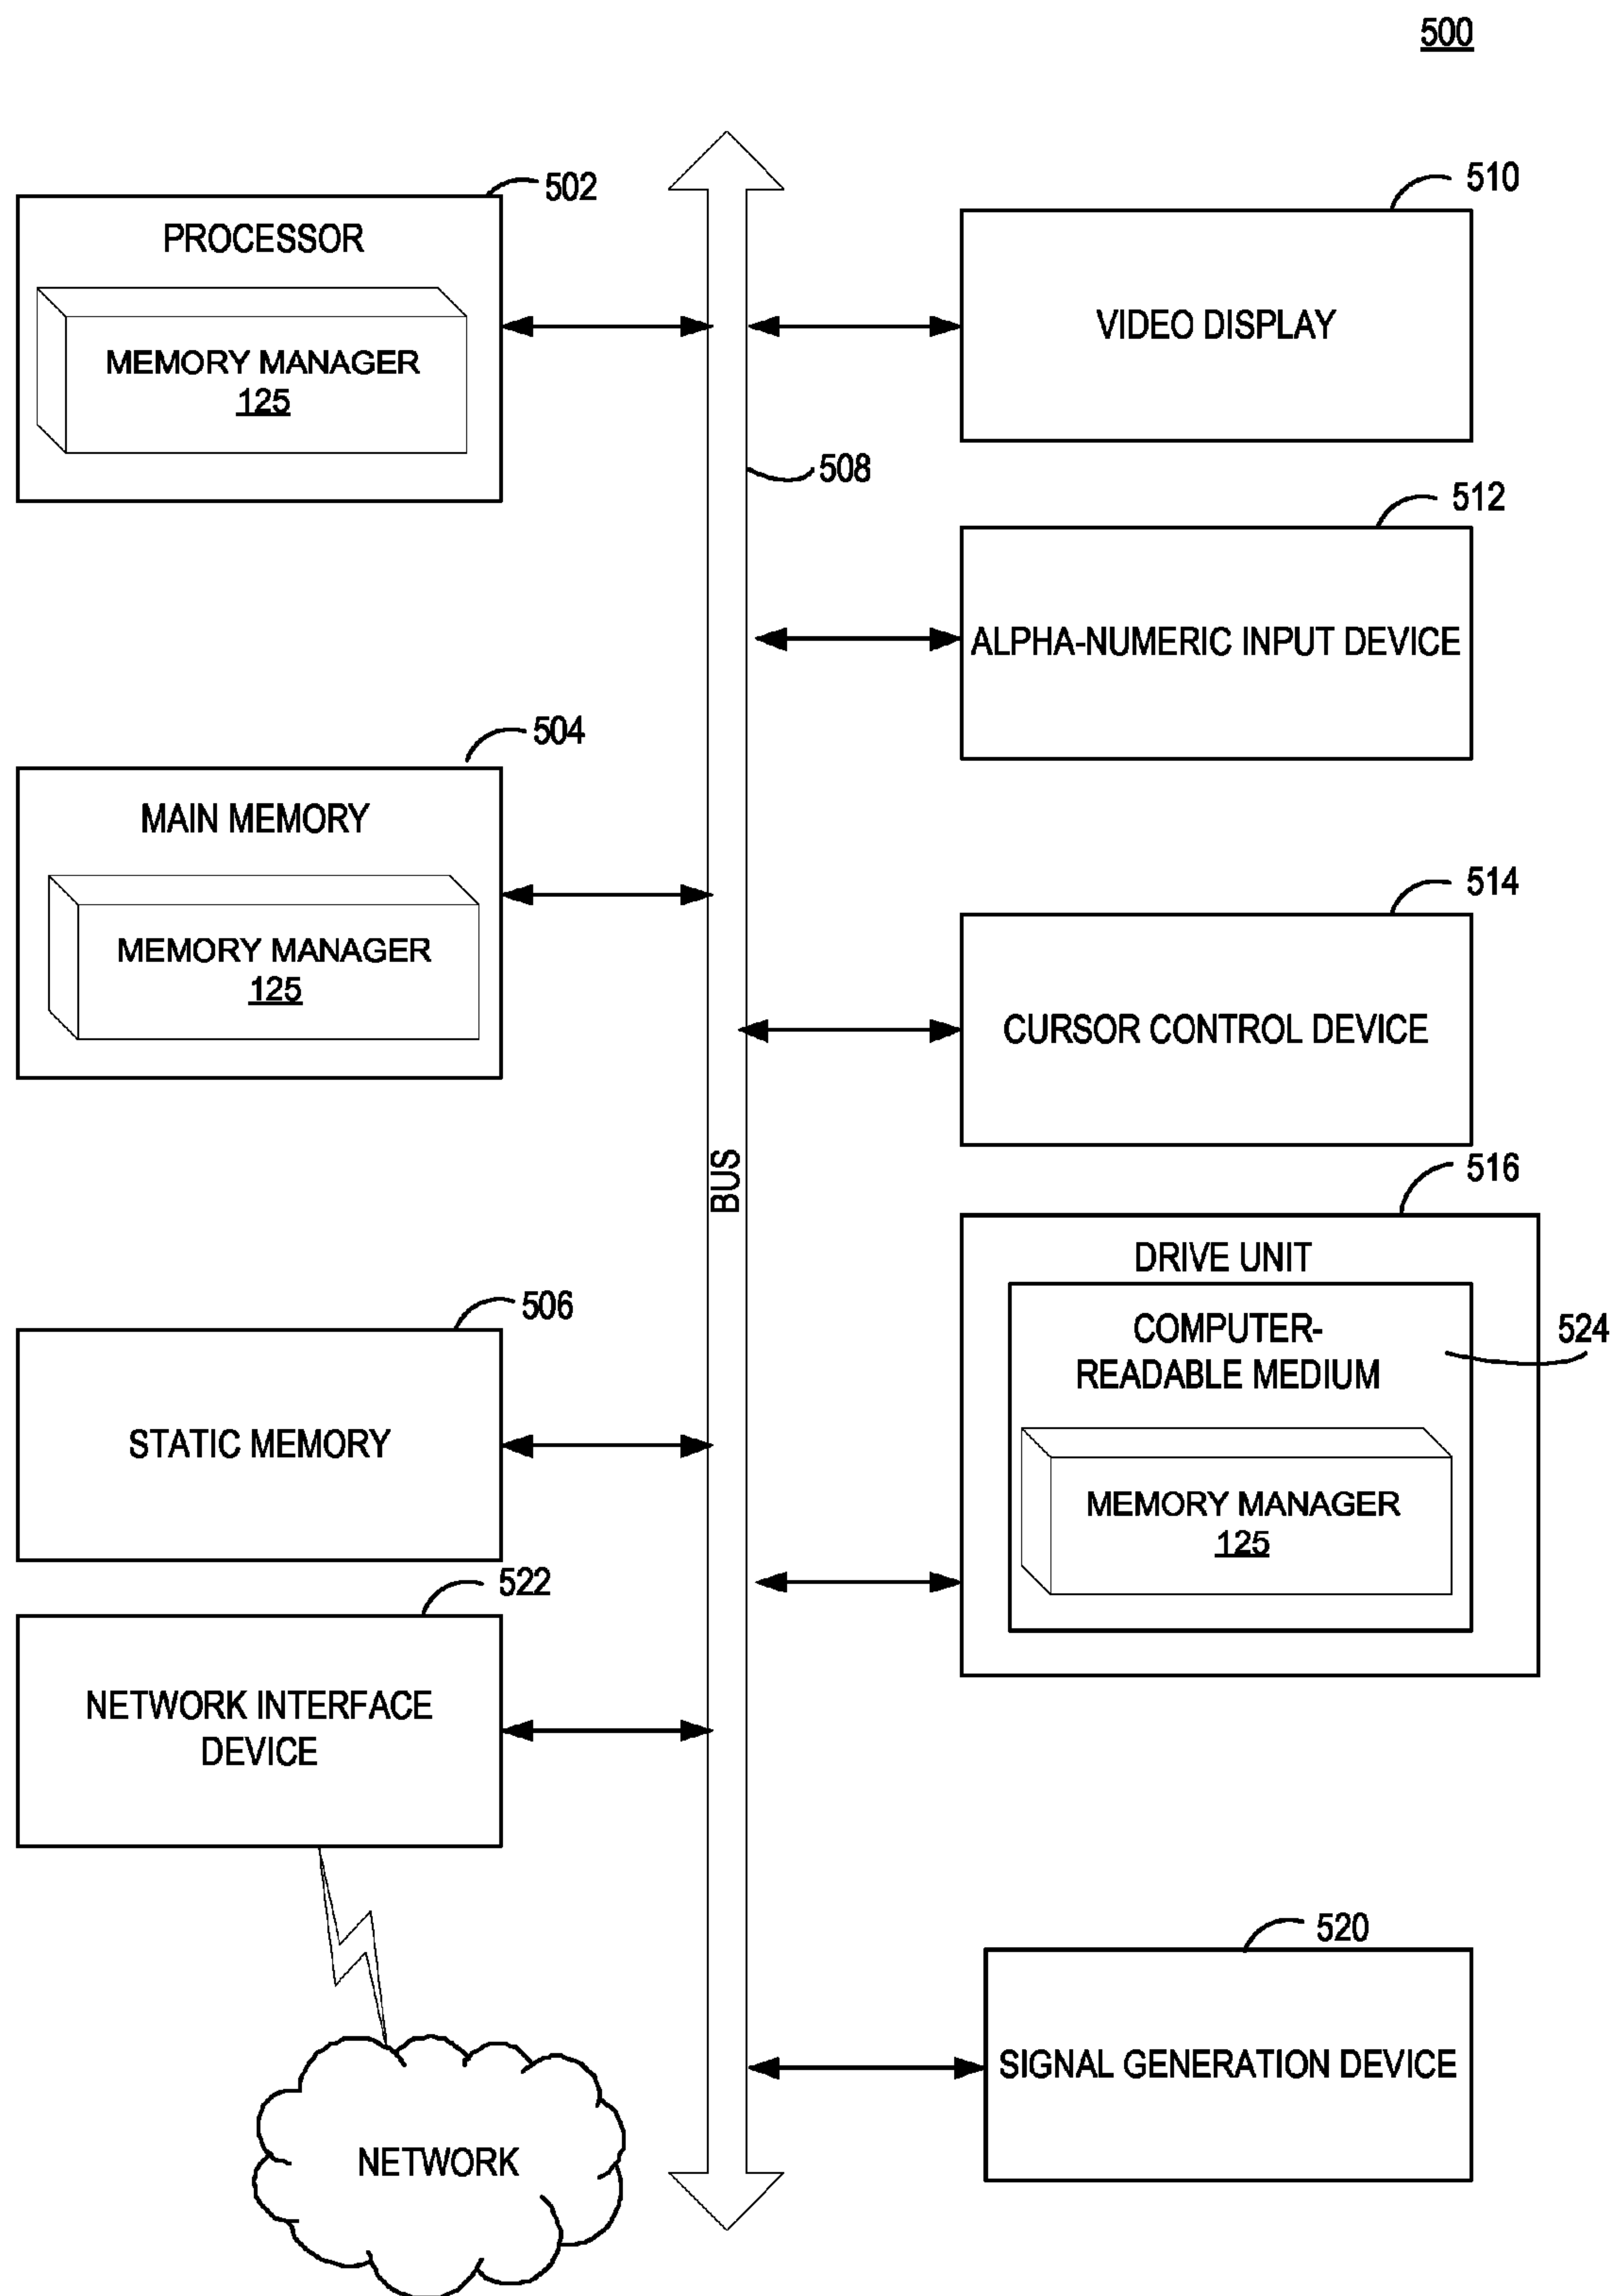 500
502
PROCESSOR
MEMORY MANAGER
125
510
VIDEO DISPLAY
508
512
ALPHA-NUMERIC INPUT DEVICE
504
MAIN MEMORY
MEMORY MANAGER
125
514
CURSOR CONTROL DEVICE
BUS
516
DRIVE UNIT
COMPUTER-
READABLE MEDIUM
524
MEMORY MANAGER
125
506
STATIC MEMORY
522
NETWORK INTERFACE
DEVICE
520
SIGNAL GENERATION DEVICE
NETWORK